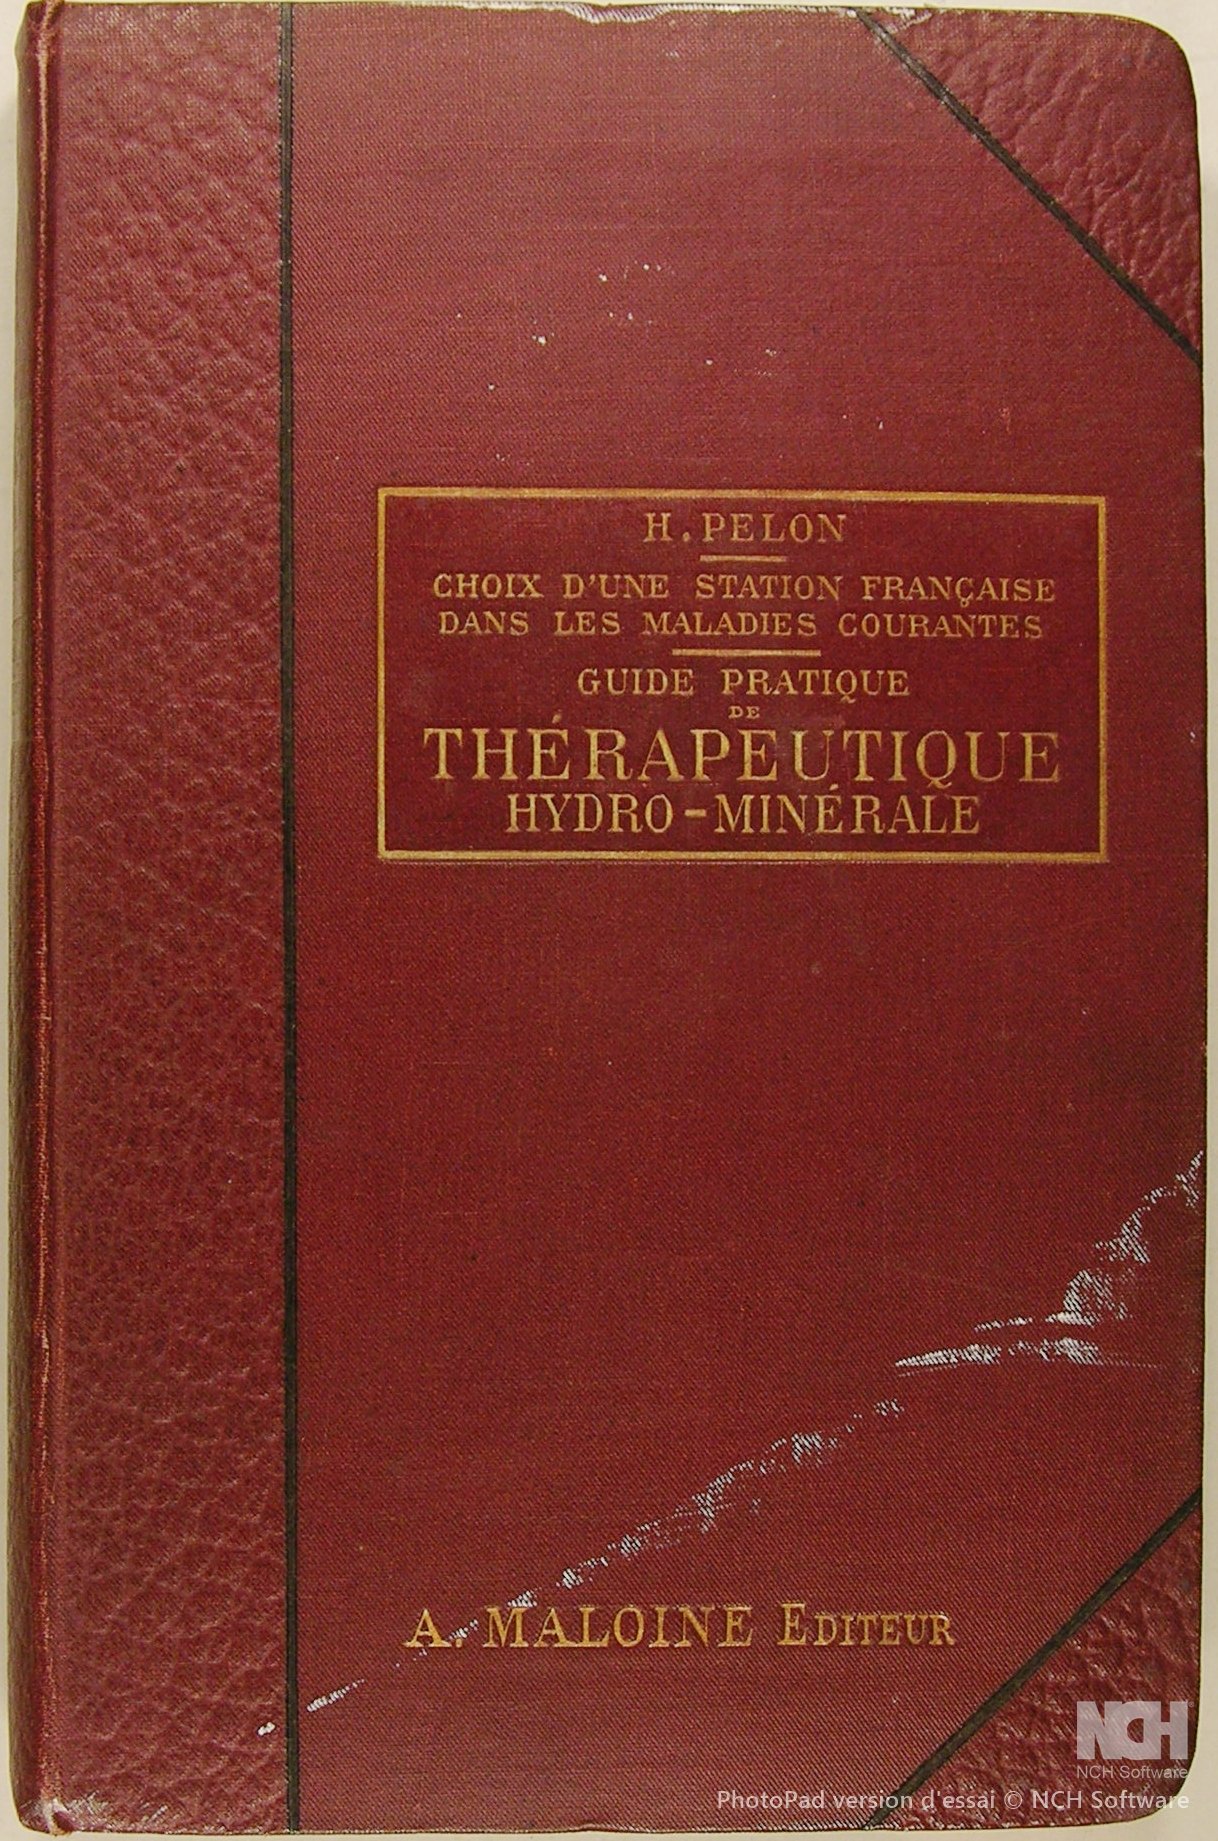 H. PELON
CHOIX D'UNE STATION FRANÇAISE
DANS LES MALADIES COURANTES
GUIDE PRATIQUE
DE
THÉRAPEUTIQUE
HYDRO-MINÉRALE
A. MALOINE EDITEUR
NCH
NCH Software
PhotoPad version d'essai © NCH Software